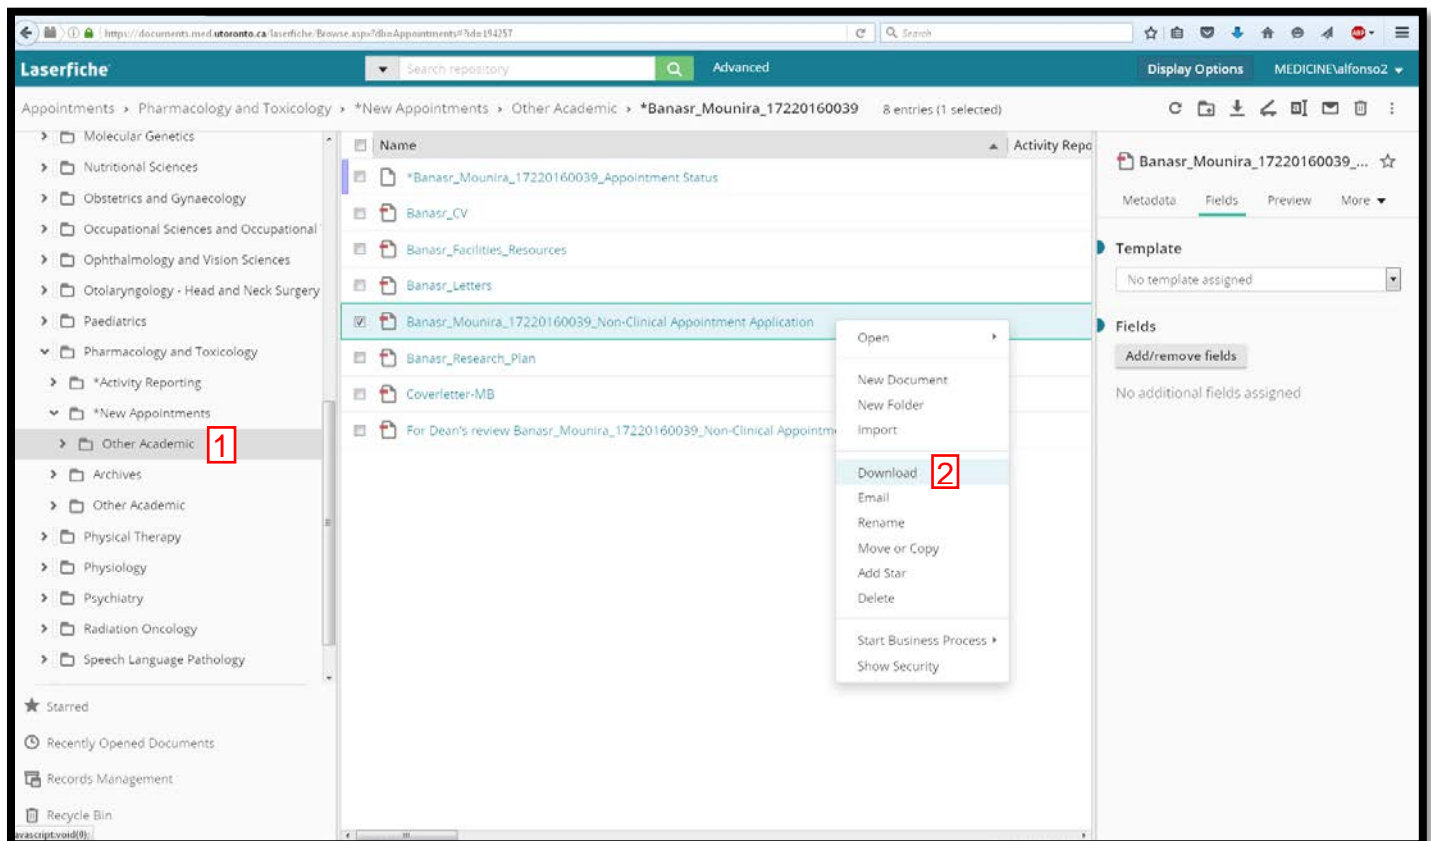 https://documents.med.utoronto.ca/laserfiche/Browse.aspx?db=Appointments#?id=194257
Search
ABP
Laserfiche
Search repository
Advanced
Display Options
MEDICINE\alfonso2
Appointments › Pharmacology and Toxicology › *New Appointments › Other Academic › *Banasr_Mounira_17220160039 8 entries (1 selected)
Molecular Genetics
Nutritional Sciences
Obstetrics and Gynaecology
Occupational Sciences and Occupational
Ophthalmology and Vision Sciences
Otolaryngology - Head and Neck Surgery
Paediatrics
Pharmacology and Toxicology
*Activity Reporting
*New Appointments
Other Academic
1
Archives
Other Academic
Physical Therapy
Physiology
Psychiatry
Radiation Oncology
Speech Language Pathology
Starred
Recently Opened Documents
Records Management
Recycle Bin
avascript:void(0);
Name
Activity Repo
*Banasr_Mounira_17220160039_Appointment Status
Banasr_CV
Banasr_Facilities_Resources
Banasr_Letters
Banasr_Mounira_17220160039_Non-Clinical Appointment Application
Banasr_Research_Plan
Coverletter-MB
For Dean's review Banasr_Mounira_17220160039_Non-Clinical Appointm
Open
New Document
New Folder
Import
Download
2
Email
Rename
Move or Copy
Add Star
Delete
Start Business Process
Show Security
Banasr_Mounira_17220160039_...
Metadata
Fields
Preview
More
Template
No template assigned
Fields
Add/remove fields
No additional fields assigned